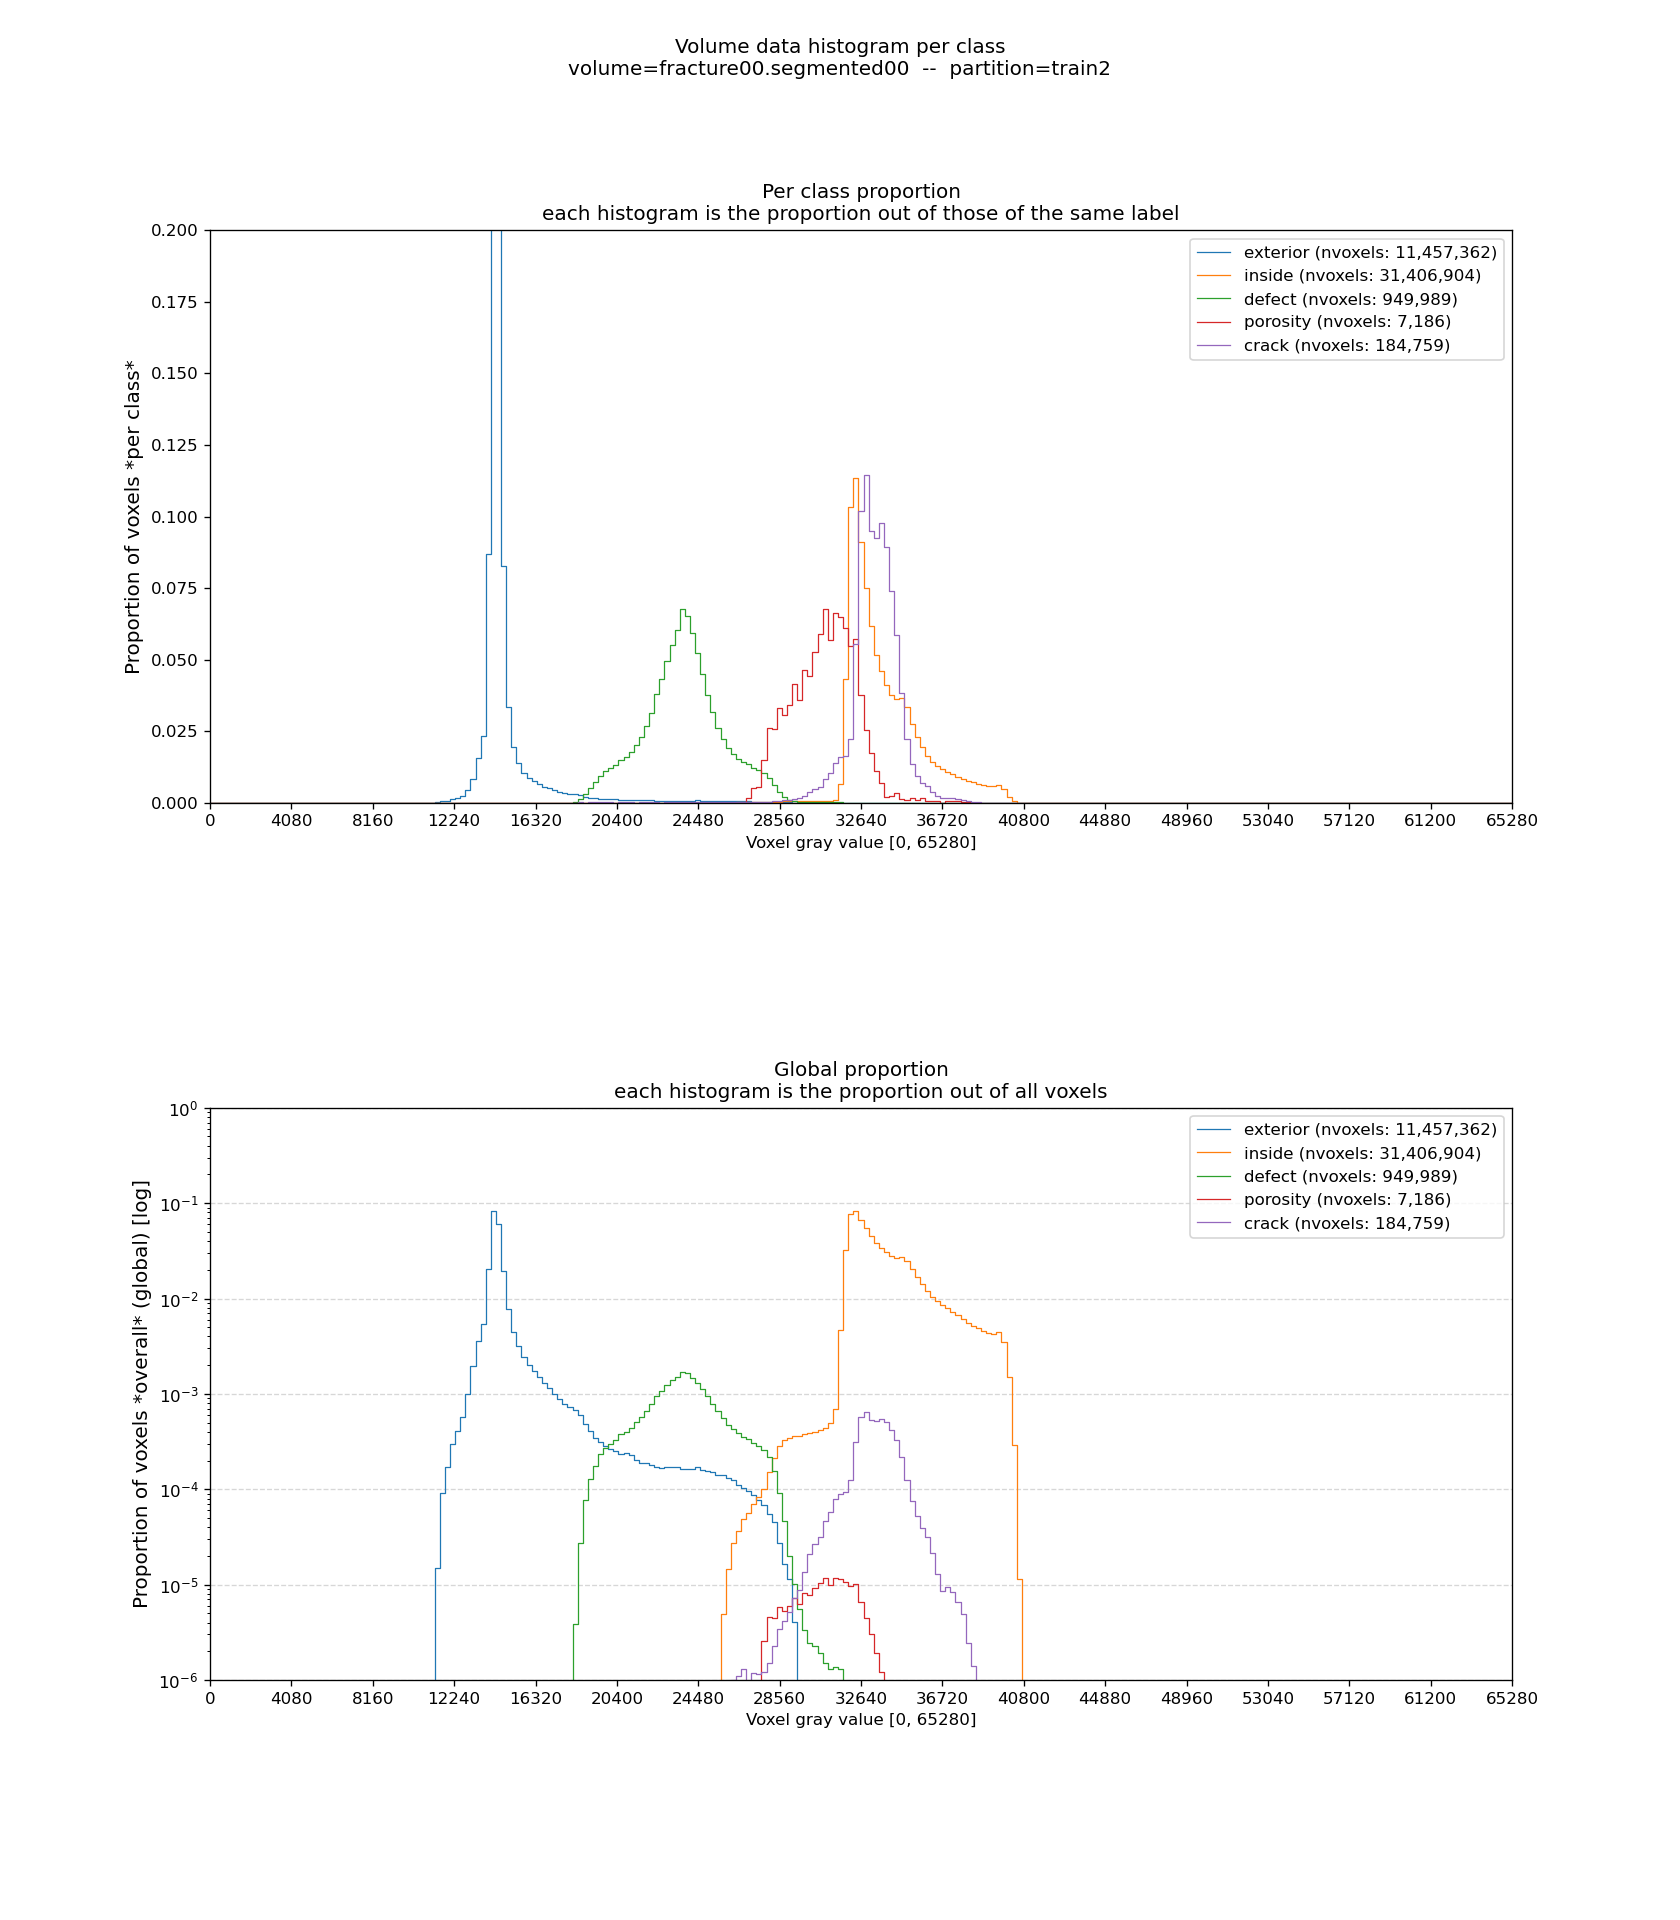 Volume data histogram per class
volume=fracture00.segmented00  --  partition=train2
Per class proportion
each histogram is the proportion out of those of the same label
Proportion of voxels *per class*
0.200
0.175
0.150
0.125
0.100
0.075
0.050
0.025
0.000
exterior (nvoxels: 11,457,362)
inside (nvoxels: 31,406,904)
defect (nvoxels: 949,989)
porosity (nvoxels: 7,186)
crack (nvoxels: 184,759)
0 4080 8160 12240 16320 20400 24480 28560 32640 36720 40800 44880 48960 53040 57120 61200 65280
Voxel gray value [0, 65280]
Global proportion
each histogram is the proportion out of all voxels
Proportion of voxels *overall* (global) [log]
10⁰
10⁻¹
10⁻²
10⁻³
10⁻⁴
10⁻⁵
10⁻⁶
exterior (nvoxels: 11,457,362)
inside (nvoxels: 31,406,904)
defect (nvoxels: 949,989)
porosity (nvoxels: 7,186)
crack (nvoxels: 184,759)
0 4080 8160 12240 16320 20400 24480 28560 32640 36720 40800 44880 48960 53040 57120 61200 65280
Voxel gray value [0, 65280]